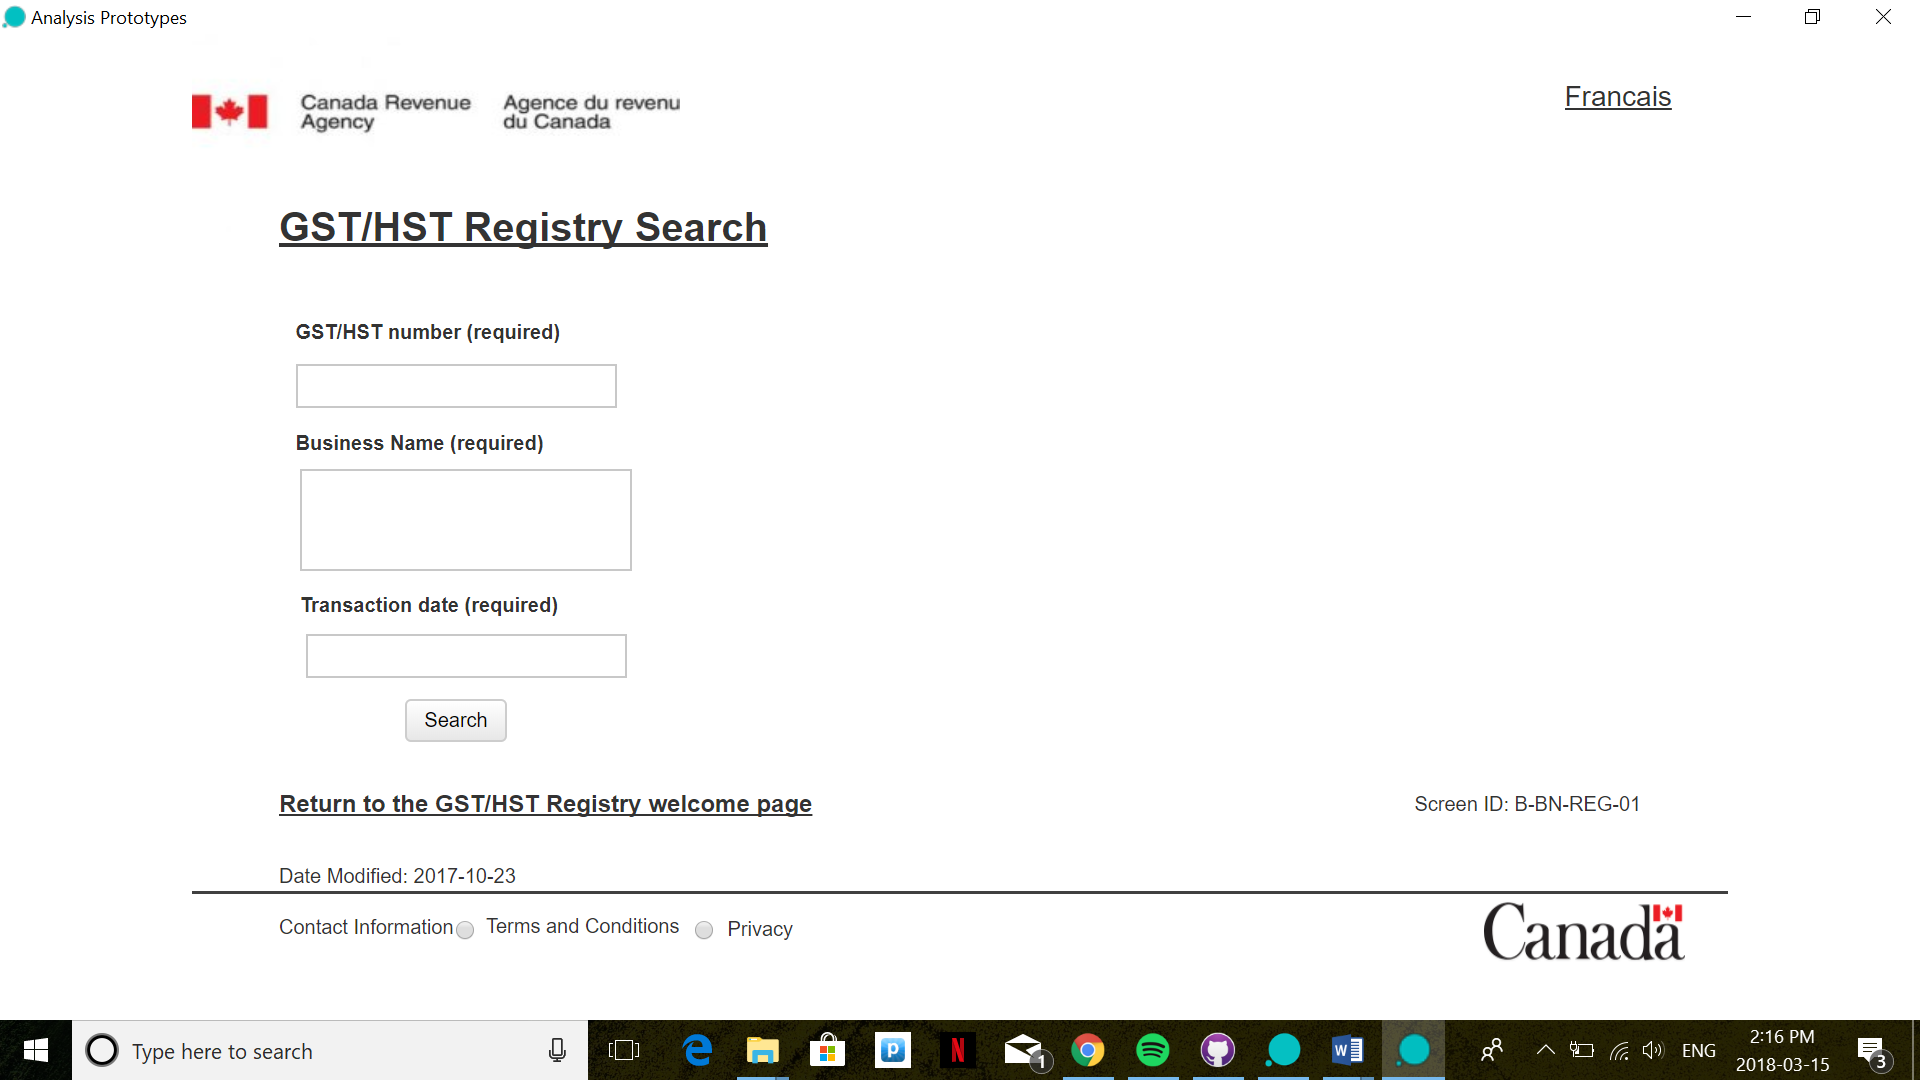 Analysis Prototypes
Canada Revenue Agency
Agence du revenu du Canada
Francais
GST/HST Registry Search
GST/HST number (required)
Business Name (required)
Transaction date (required)
Search
Return to the GST/HST Registry welcome page
Screen ID: B-BN-REG-01
Date Modified: 2017-10-23
Contact Information Terms and Conditions Privacy
Canada
Type here to search
1
ENG
2:16 PM
2018-03-15
3